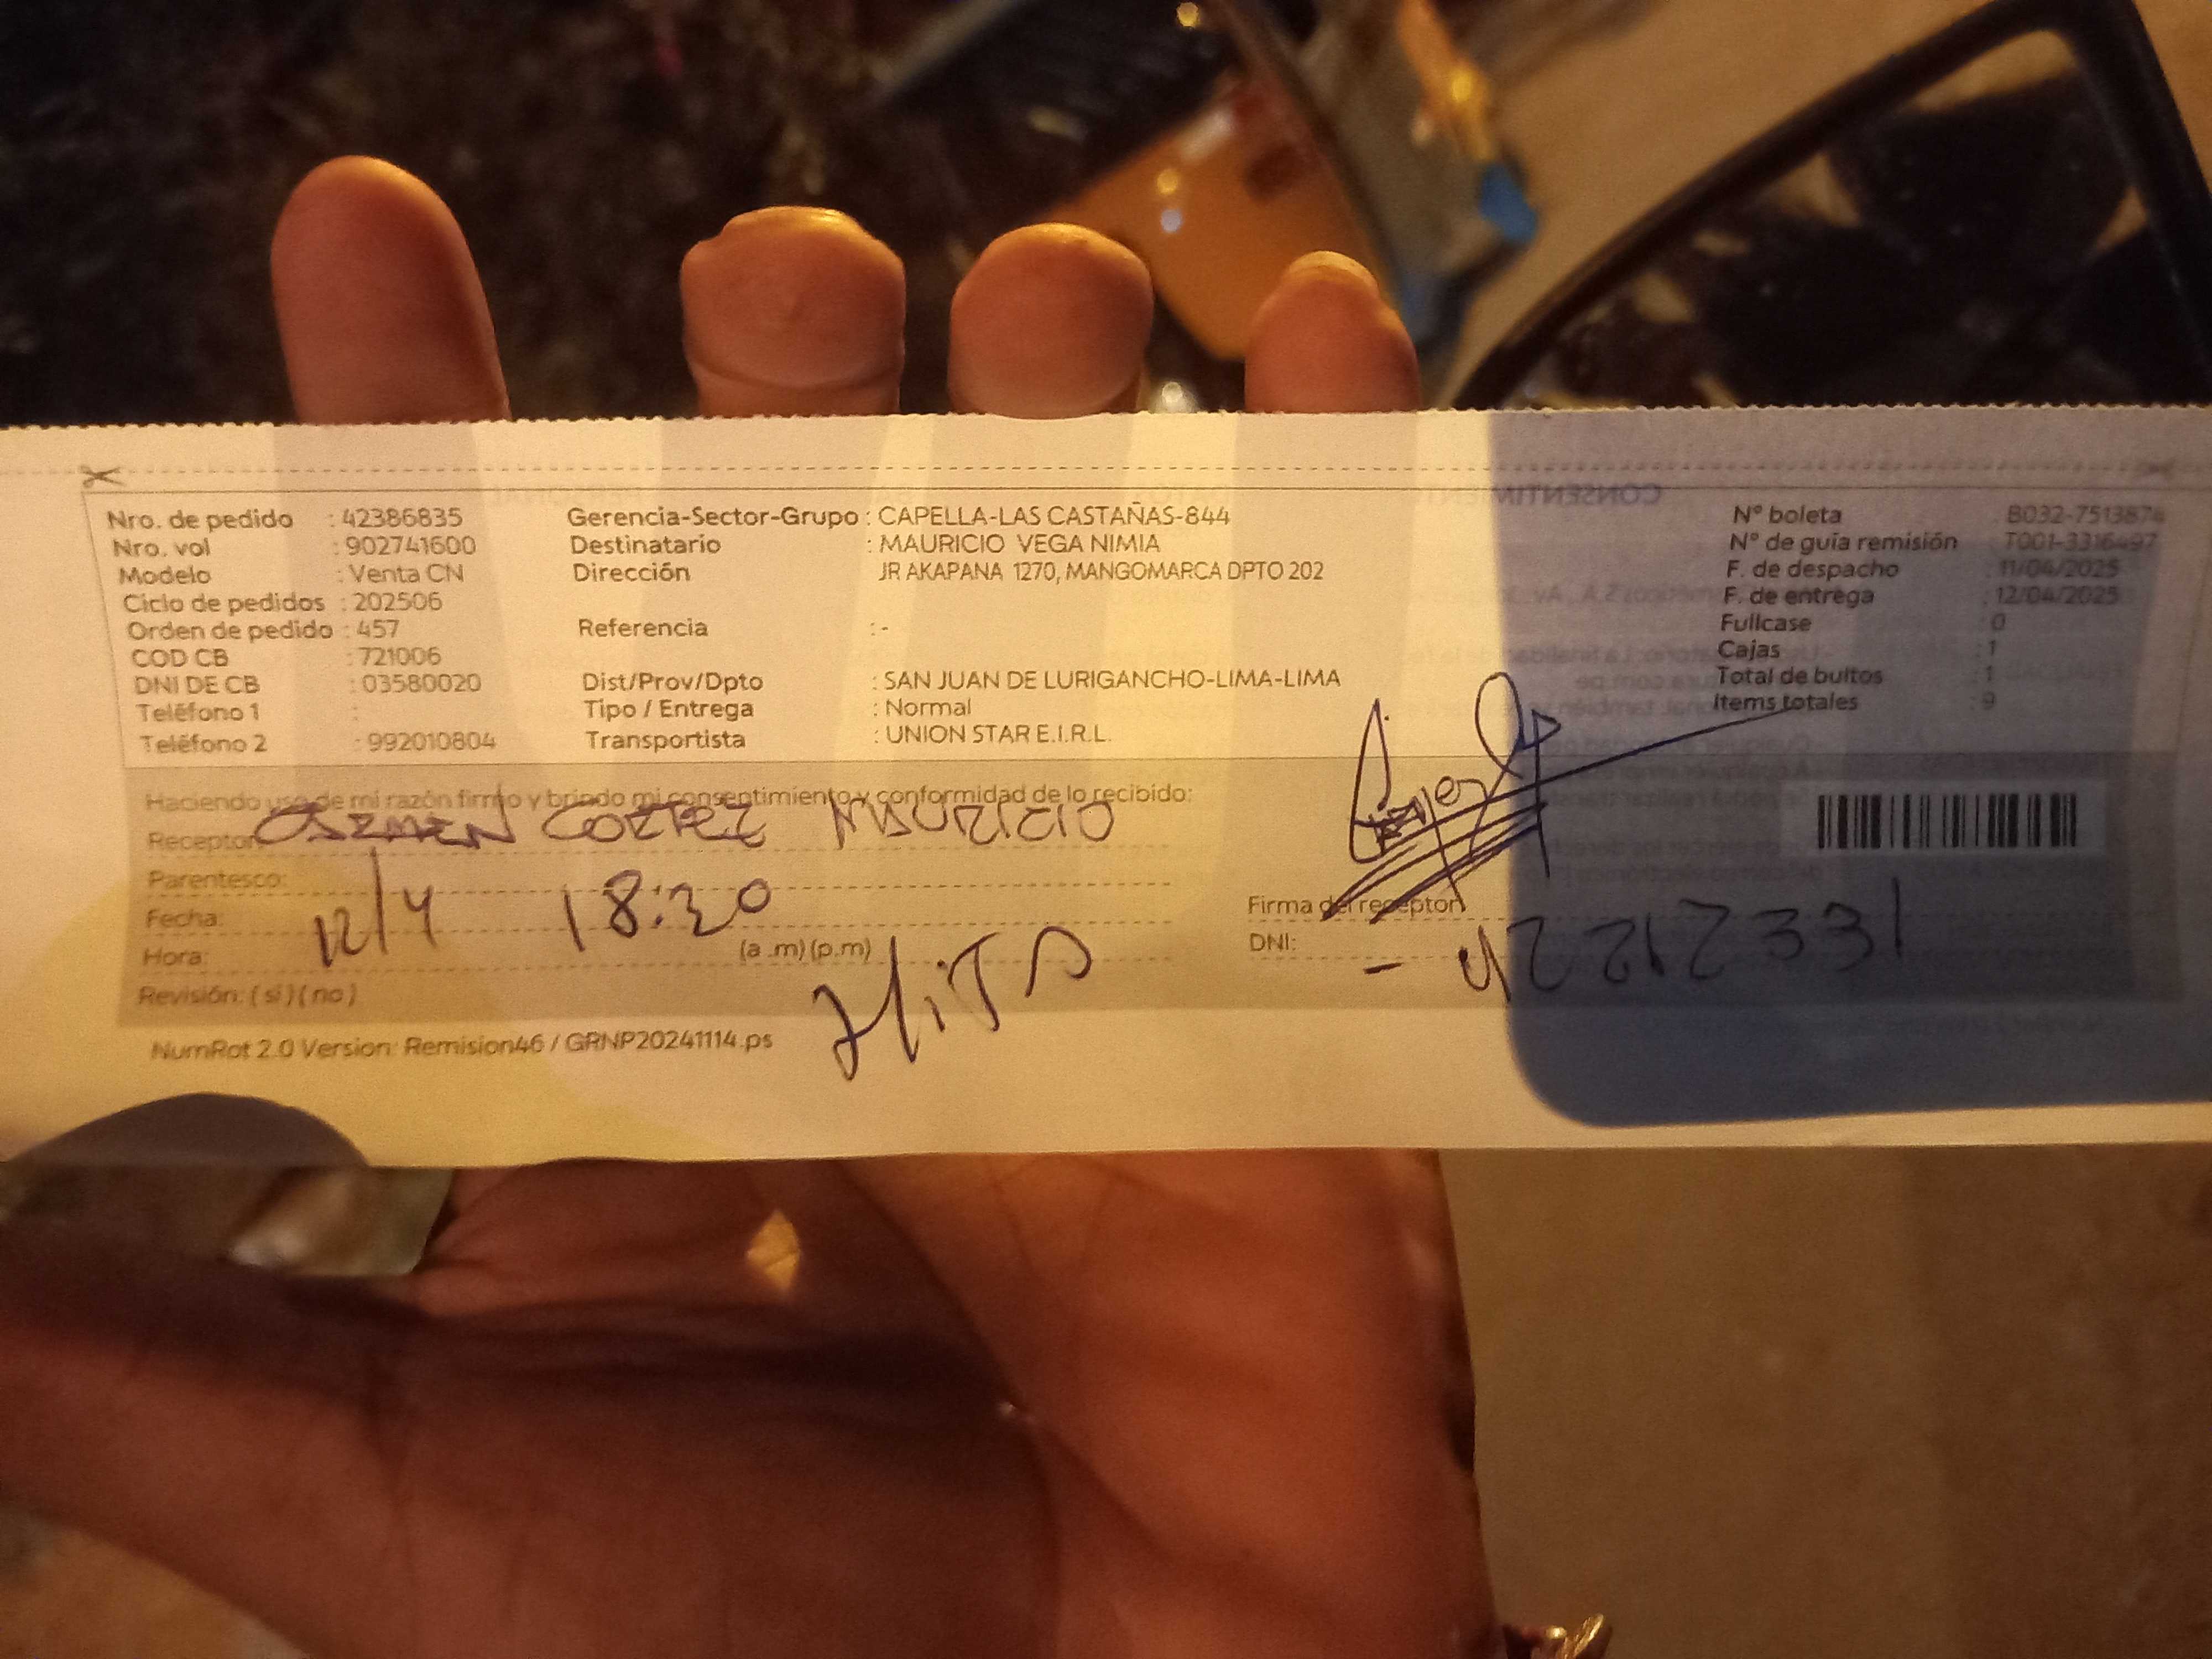 Nro. de pedido : 42386835
Nro. vol : 902741600
Modelo : Venta CN
Ciclo de pedidos : 202506
Orden de pedido : 457
COD CB : 721006
DNI DE CB : 03580020
Teléfono 1 :
Teléfono 2 : 992010804
Gerencia-Sector-Grupo : CAPELLA-LAS CASTAÑAS-844
Destinatario : MAURICIO VEGA NIMIA
Dirección JR AKAPANA 1270, MANGOMARCA DPTO 202
Referencia : -
Dist/Prov/Dpto : SAN JUAN DE LURIGANCHO-LIMA-LIMA
Tipo / Entrega : Normal
Transportista : UNION STAR E.I.R.L.
Nº boleta : B032-7513874
Nº de guía remisión : T001-3316497
F. de despacho : 11/04/2025
F. de entrega : 12/04/2025
Fullcase : 0
Cajas : 1
Total de bultos : 1
Items totales : 9
Haciendo uso de mi razón firmo y brindo mi consentimiento y conformidad de lo recibido:
Receptor: CORTEZ MAURICIO
Parentesco:
Fecha: 12/4 18:20
Hora: (a.m) (p.m)
HiJA
Revisión: ( si ) ( no )
Firma del receptor:
DNI: - 42212331
NumRot 2.0 Version: Remision46 / GRNP20241114.ps